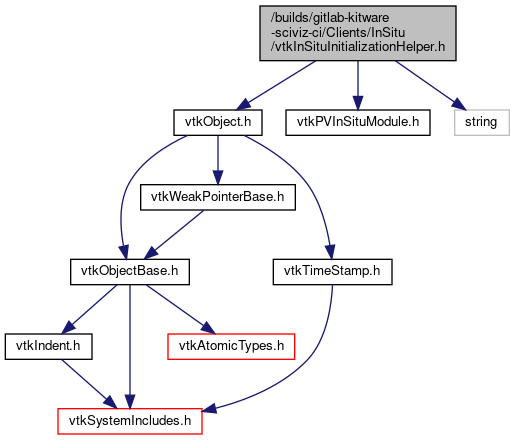 /builds/gitlab-kitware
-sciviz-ci/Clients/InSitu
/vtkInSituInitializationHelper.h
vtkObject.h
vtkPVInSituModule.h
string
vtkWeakPointerBase.h
vtkObjectBase.h
vtkTimeStamp.h
vtkIndent.h
vtkAtomicTypes.h
vtkSystemIncludes.h